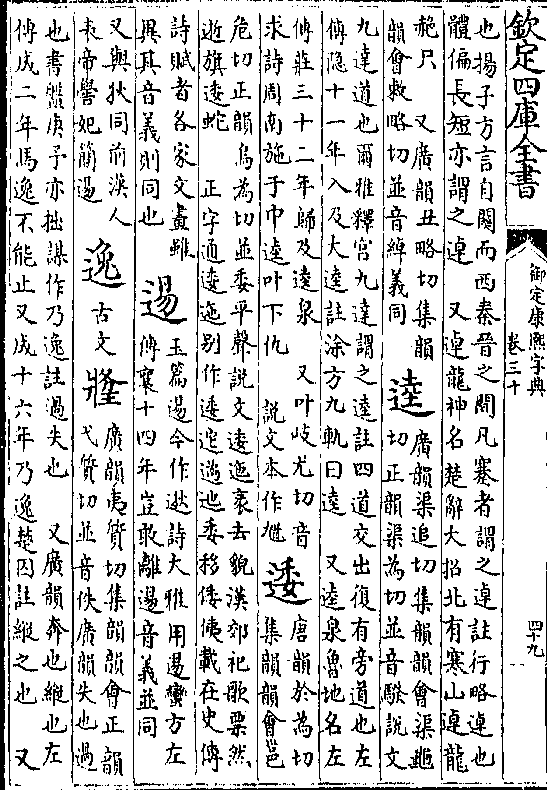 欽定四庫全書
御定康熙字典
卷三十
四十九
也揚子方言自關而西秦晉之間凡蹇者謂之逴註行略逴也
體偏長短亦謂之逴 又逴龍神名楚辭大招北有寒山逴龍
赩只 又廣韻丑略切集韻
韻會敕略切並音婥義同
逵
廣韻渠追切集韻韻會渠龜
切正韻渠為切並音騤說文
九達道也爾雅釋宮九達謂之逵註四道交出復有旁道也左
傳隱十一年入及大逵註涂方九軌曰逵 又逵泉魯地名左
傳莊三十二年歸及逵泉 又叶岐尤切音
求詩周南施于中逵叶下仇 說文本作馗
逶
唐韻於為切
集韻韻會邕
危切正韻烏為切並委平聲說文逶迤衺去貌漢郊祀歌票然
逝旗逶蛇 正字通逶迤别作逶迱委移倭侇載在史傳
詩賦者各家文畫雖
異其音義則同也
逷
玉篇逷今作逖詩大雅用逷蠻方左
傳襄十四年豈敢離逷音義並同
又與狄同前漢人
表帝嚳妃簡逷
逸 古文
廣韻夷質切集韻韻會正韻
弋質切並音佚廣韻失也過
也書盤庚予亦拙謀作乃逸註過失也 又廣韻奔也縱也左
傳成二年馬逸不能止又成十六年乃逸楚囚註縱之也 又